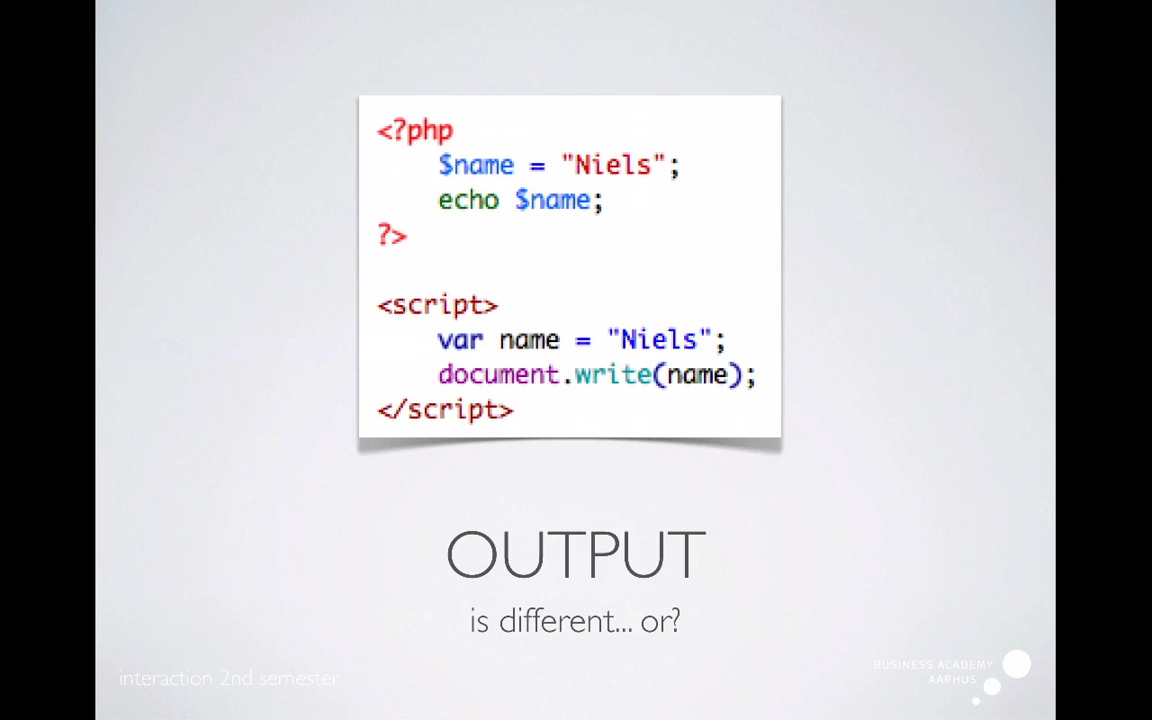 <?php
    $name = "Niels";
    echo $name;
?>
<script>
    var name = "Niels";
    document.write(name);
</script>
OUTPUT
is different... or?
interaction 2nd semester
BUSINESS ACADEMY
AARHUS